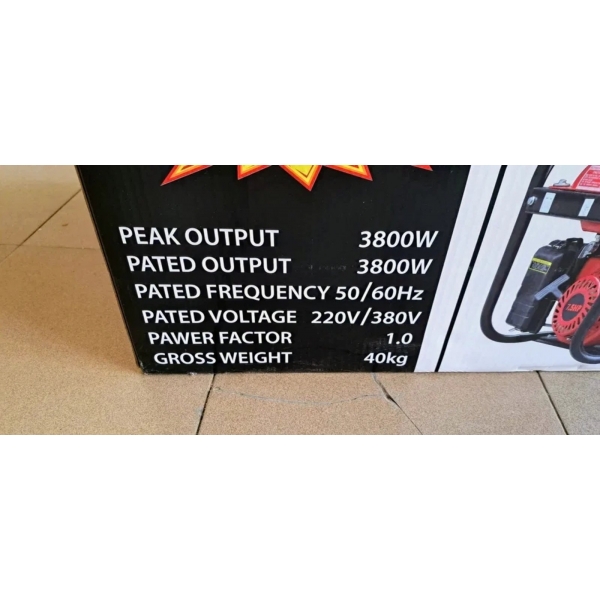 PEAK OUTPUT 3800W
PATED OUTPUT 3800W
PATED FREQUENCY 50/60Hz
PATED VOLTAGE 220V/380V
PAWER FACTOR 1.0
GROSS WEIGHT 40kg